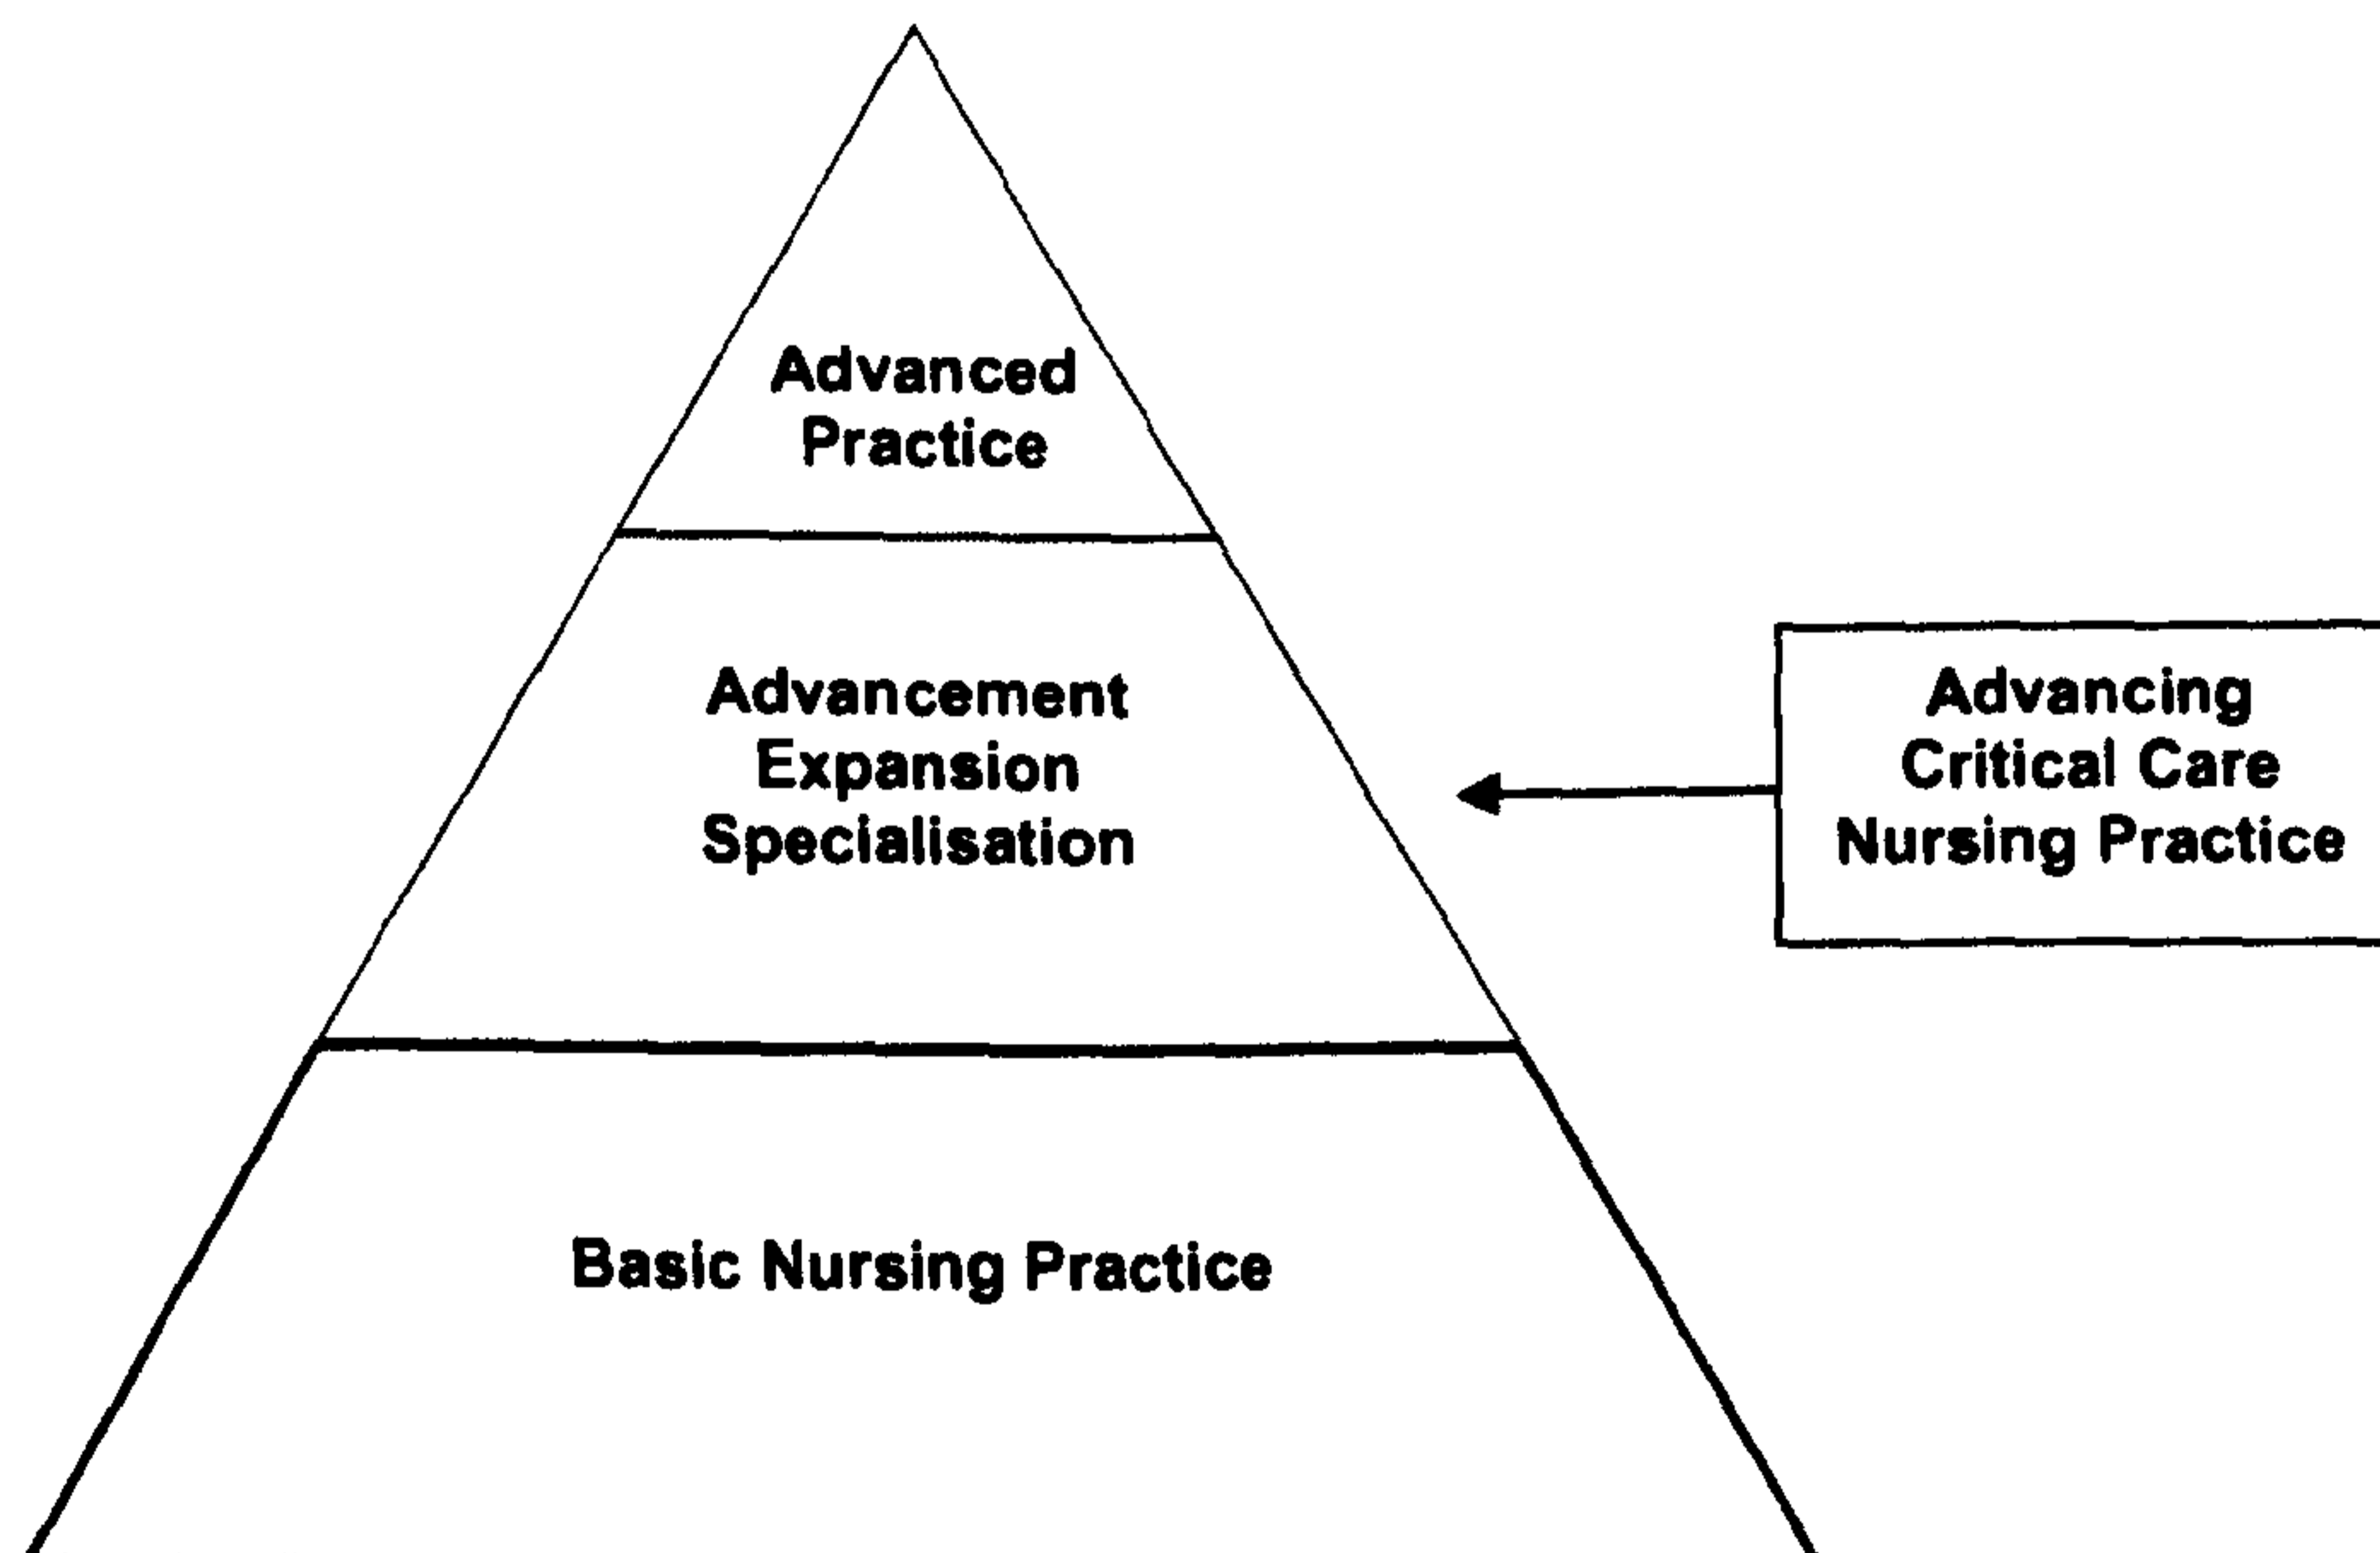 Advanced
Practice
Advancement
Expansion
Specialisation
Advancing
Critical Care
Nursing Practice
Basic Nursing Practice